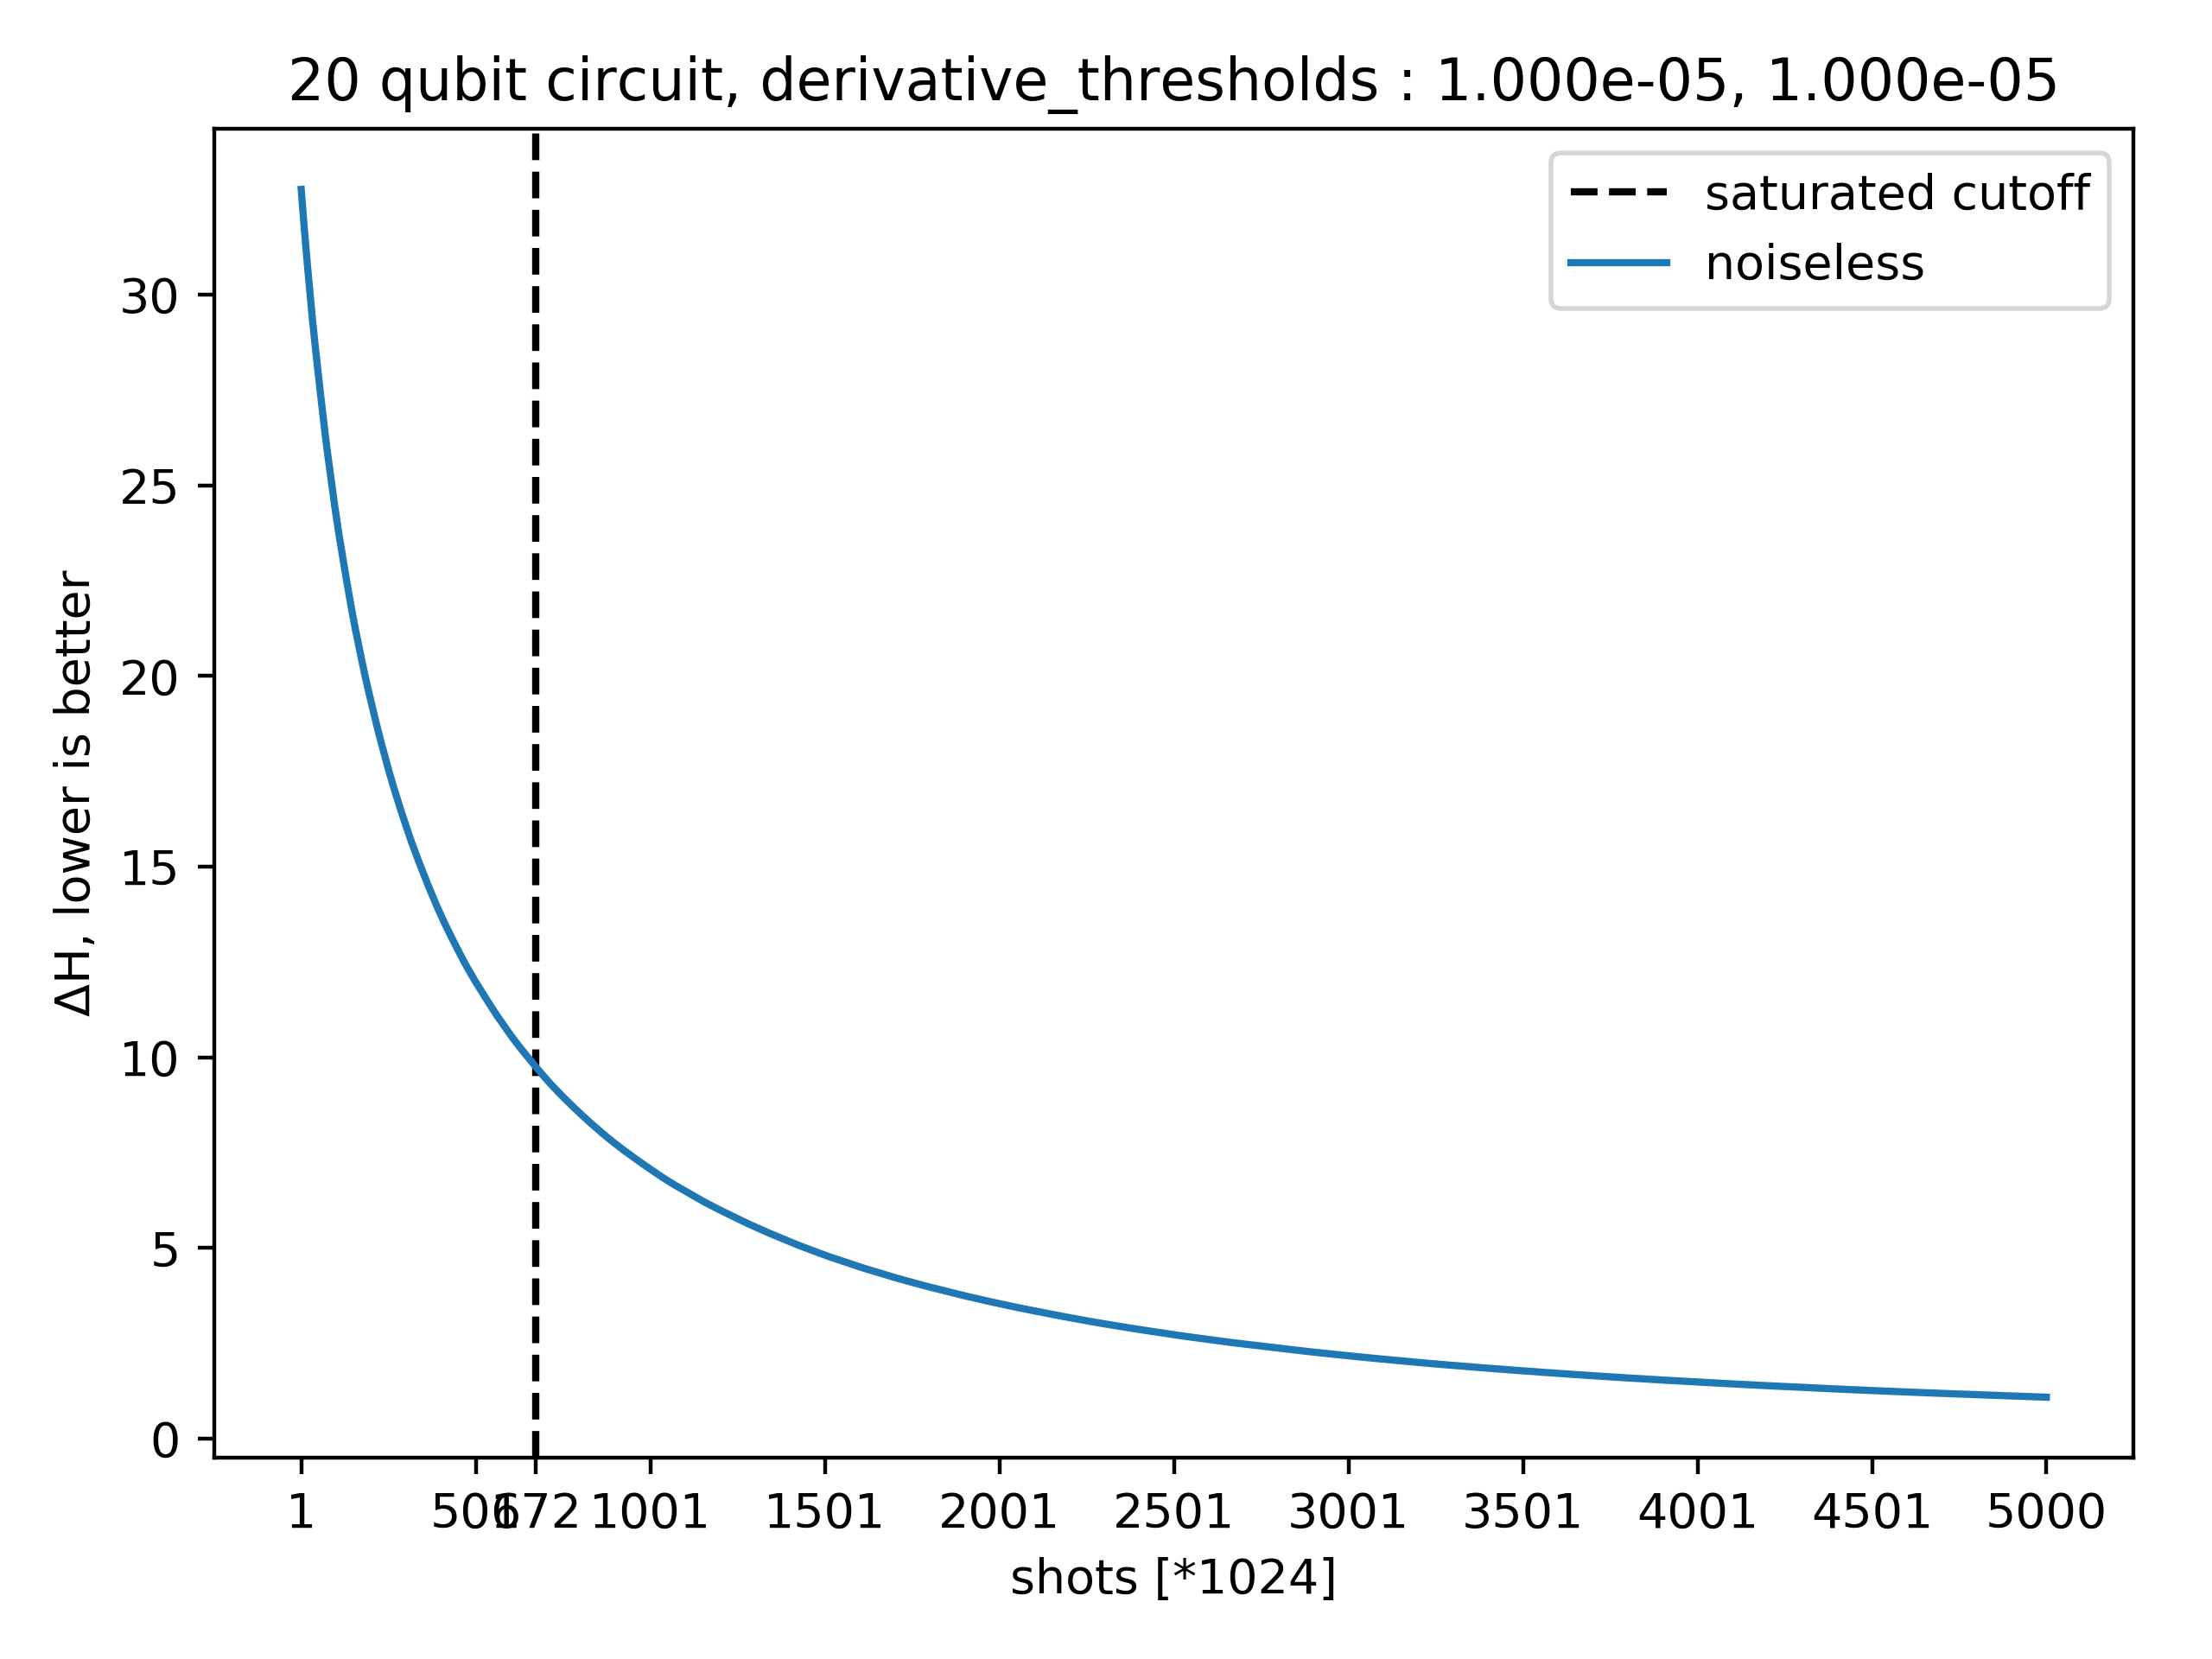 20 qubit circuit, derivative_thresholds : 1.000e-05, 1.000e-05
saturated cutoff
noiseless
ΔH, lower is better
30
25
20
15
10
5
0
1 501 672 1001 1501 2001 2501 3001 3501 4001 4501 5000
shots [*1024]